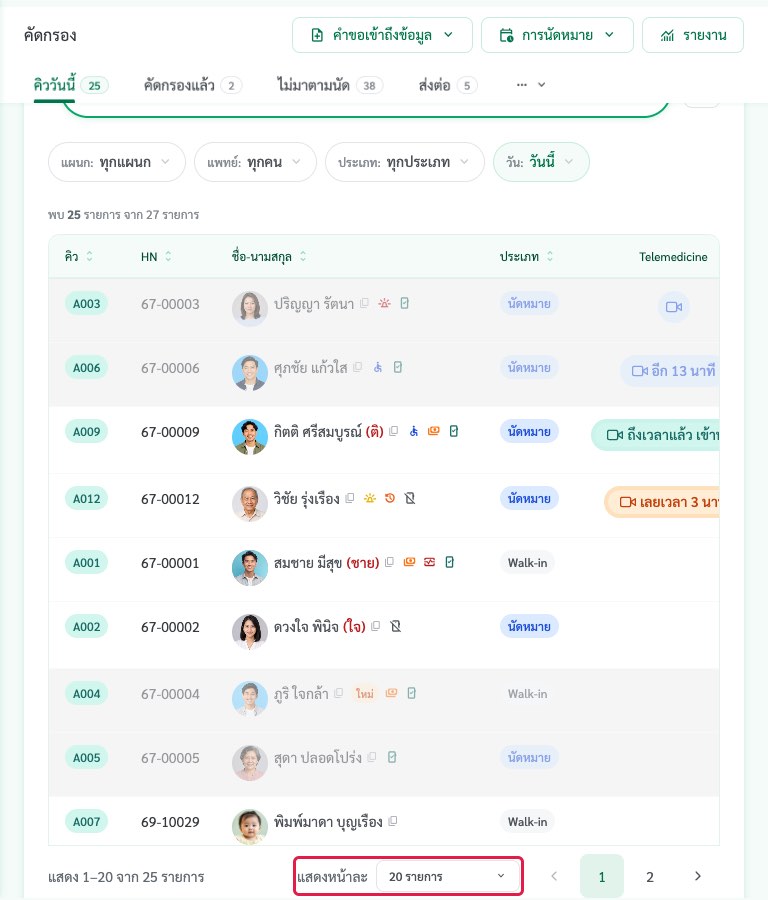 คัดกรอง คำขอเข้าถึงข้อมูล การนัดหมาย รายงาน
คิววันนี้ 25 คัดกรองแล้ว 2 ไม่มาตามนัด 38 ส่งต่อ 5 ...
แผนก: ทุกแผนก แพทย์: ทุกคน ประเภท: ทุกประเภท วัน: วันนี้
พบ 25 รายการ จาก 27 รายการ
คิว HN ชื่อ-นามสกุล ประเภท Telemedicine
A003 67-00003 ปริญญา รัตนา นัดหมาย
A006 67-00006 ศุภชัย แก้วใส นัดหมาย อีก 13 นาที
A009 67-00009 กิตติ ศรีสมบูรณ์ (ติ) นัดหมาย ถึงเวลาแล้ว
A012 67-00012 วิชัย รุ่งเรือง นัดหมาย เลยเวลา 3
A001 67-00001 สมชาย มีสุข (ชาย) Walk-in
A002 67-00002 ดวงใจ พินิจ (ใจ) นัดหมาย
A004 67-00004 ภูริ ใจกล้า ใหม่ Walk-in
A005 67-00005 สุดา ปลอดโปร่ง นัดหมาย
A007 69-10029 พิมพ์มาดา บุญเรือง Walk-in
แสดง 1–20 จาก 25 รายการ แสดงหน้าละ 20 รายการ 1 2